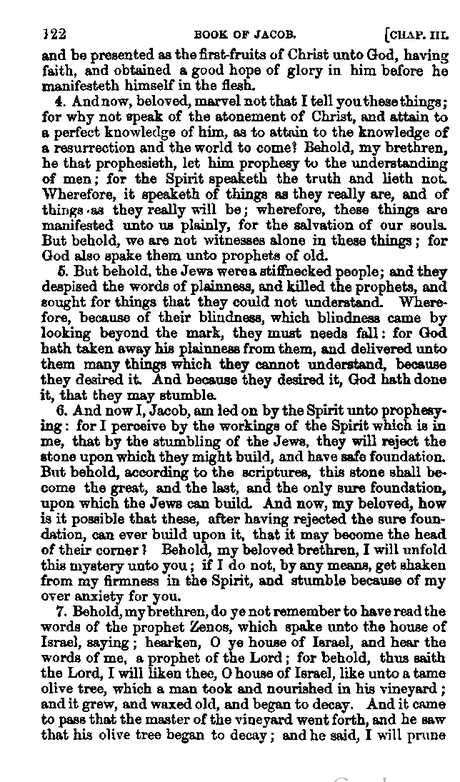 122 BOOK OF JACOB. [CHAP. III.
and be presented as the first-fruits of Christ unto God, having
faith, and obtained a good hope of glory in him before he
manifesteth himself in the flesh.
4. And now, beloved, marvel not that I tell you these things;
for why not speak of the atonement of Christ, and attain to
a perfect knowledge of him, as to attain to the knowledge of
a resurrection and the world to come? Behold, my brethren,
he that prophesieth, let him prophesy to the understanding
of men; for the Spirit speaketh the truth and lieth not.
Wherefore, it speaketh of things as they really are, and of
things as they really will be; wherefore, these things are
manifested unto us plainly, for the salvation of our souls.
But behold, we are not witnesses alone in these things; for
God also spake them unto prophets of old.
5. But behold, the Jews were a stiffnecked people; and they
despised the words of plainness, and killed the prophets, and
sought for things that they could not understand. Where-
fore, because of their blindness, which blindness came by
looking beyond the mark, they must needs fall: for God
hath taken away his plainness from them, and delivered unto
them many things which they cannot understand, because
they desired it. And because they desired it, God hath done
it, that they may stumble.
6. And now I, Jacob, am led on by the Spirit unto prophesy-
ing: for I perceive by the workings of the Spirit which is in
me, that by the stumbling of the Jews, they will reject the
stone upon which they might build, and have safe foundation.
But behold, according to the scriptures, this stone shall be-
come the great, and the last, and the only sure foundation,
upon which the Jews can build. And now, my beloved, how
is it possible that these, after having rejected the sure foun-
dation, can ever build upon it, that it may become the head
of their corner? Behold, my beloved brethren, I will unfold
this mystery unto you; if I do not, by any means, get shaken
from my firmness in the Spirit, and stumble because of my
over anxiety for you.
7. Behold, my brethren, do ye not remember to have read the
words of the prophet Zenos, which spake unto the house of
Israel, saying; hearken, O ye house of Israel, and hear the
words of me, a prophet of the Lord; for behold, thus saith
the Lord, I will liken thee, O house of Israel, like unto a tame
olive tree, which a man took and nourished in his vineyard;
and it grew, and waxed old, and began to decay. And it came
to pass that the master of the vineyard went forth, and he saw
that his olive tree began to decay; and he said, I will prune